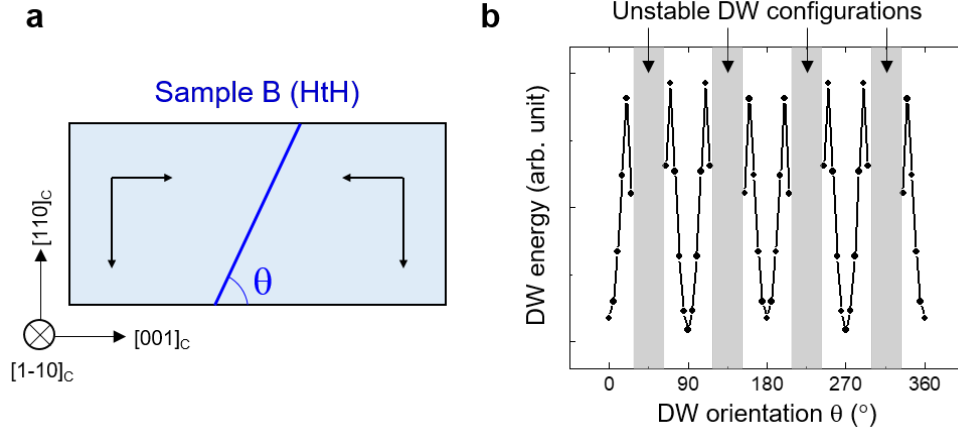 a
Sample B (HtH)
θ
[110]C
[001]C
[1-10]C
b
Unstable DW configurations
DW energy (arb. unit)
0 90 180 270 360
DW orientation θ (°)